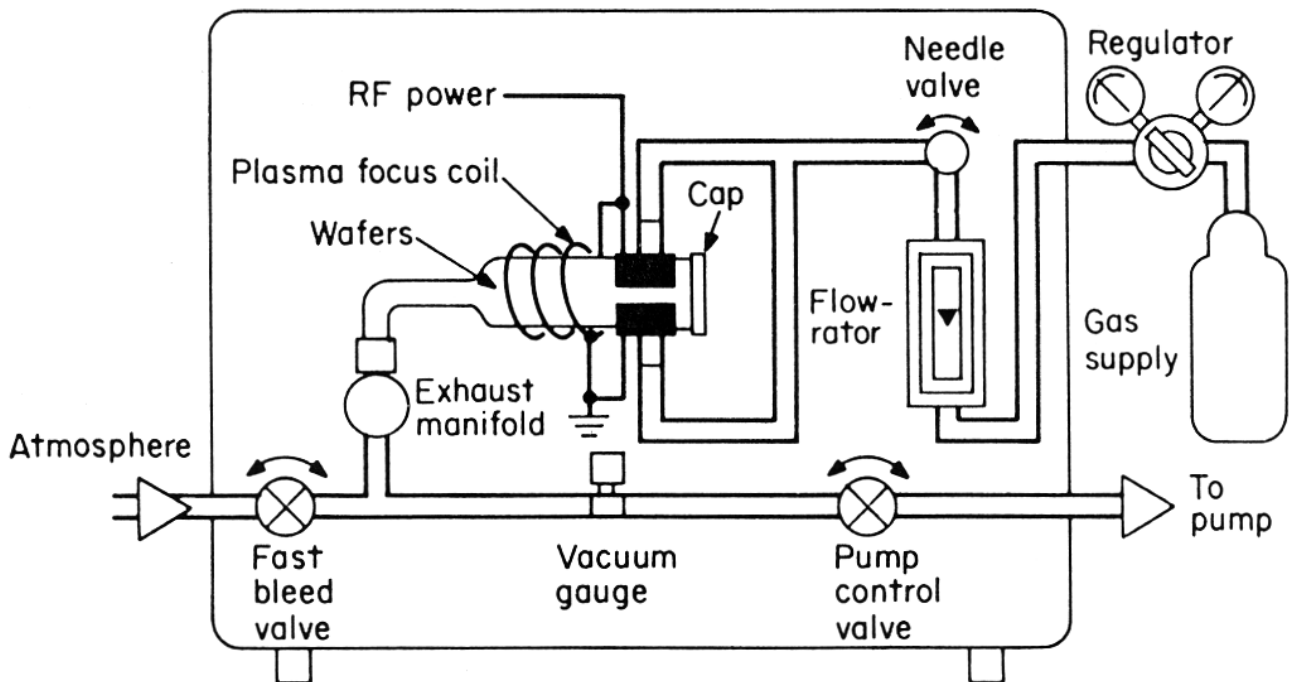 Needle
valve
Regulator
RF power
Plasma focus coil
Cap
Wafers
Flow-
rator
Gas
supply
Exhaust
manifold
Atmosphere
To
pump
Fast
bleed
valve
Vacuum
gauge
Pump
control
valve